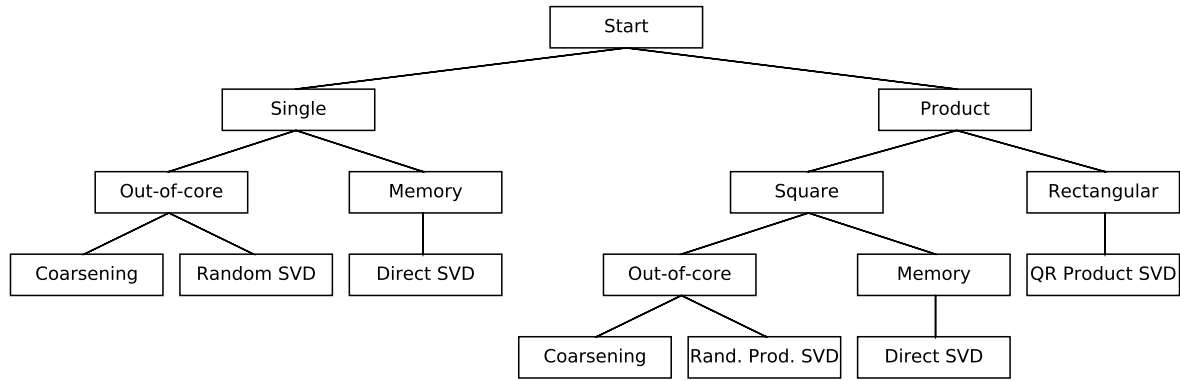 Start
Single
Product
Out-of-core
Memory
Square
Rectangular
Coarsening
Random SVD
Direct SVD
Out-of-core
Memory
QR Product SVD
Coarsening
Rand. Prod. SVD
Direct SVD